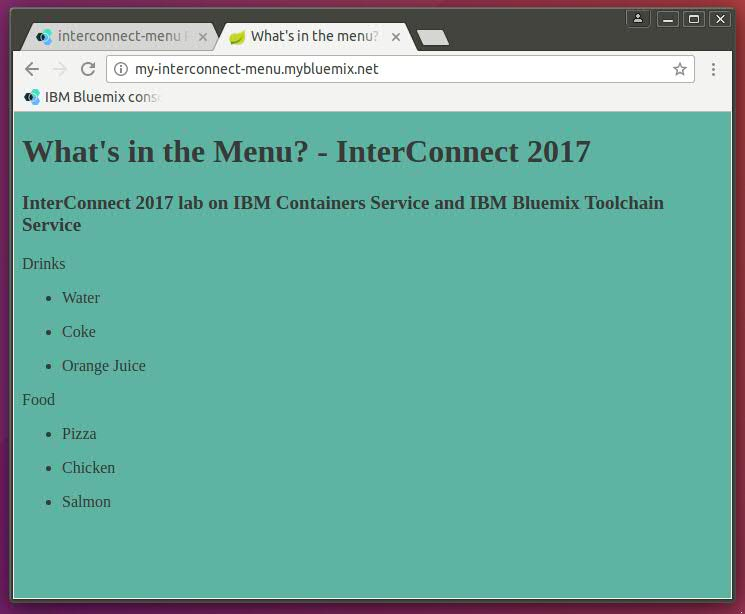 interconnect-menu
What's in the menu?
my-interconnect-menu.mybluemix.net
IBM Bluemix cons
What's in the Menu? - InterConnect 2017
InterConnect 2017 lab on IBM Containers Service and IBM Bluemix Toolchain
Service
Drinks
Water
Coke
Orange Juice
Food
Pizza
Chicken
Salmon